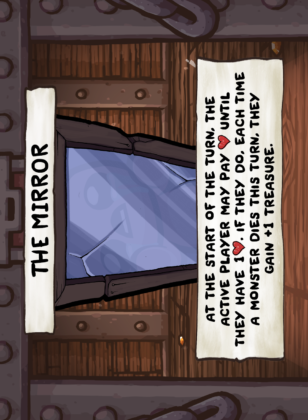 THE MIRROR
AT THE START OF THE TURN, THE
ACTIVE PLAYER MAY PAY ♥ UNTIL
THEY HAVE 1♥. IF THEY DO, EACH TIME
A MONSTER DIES THIS TURN, THEY
GAIN +1 TREASURE.